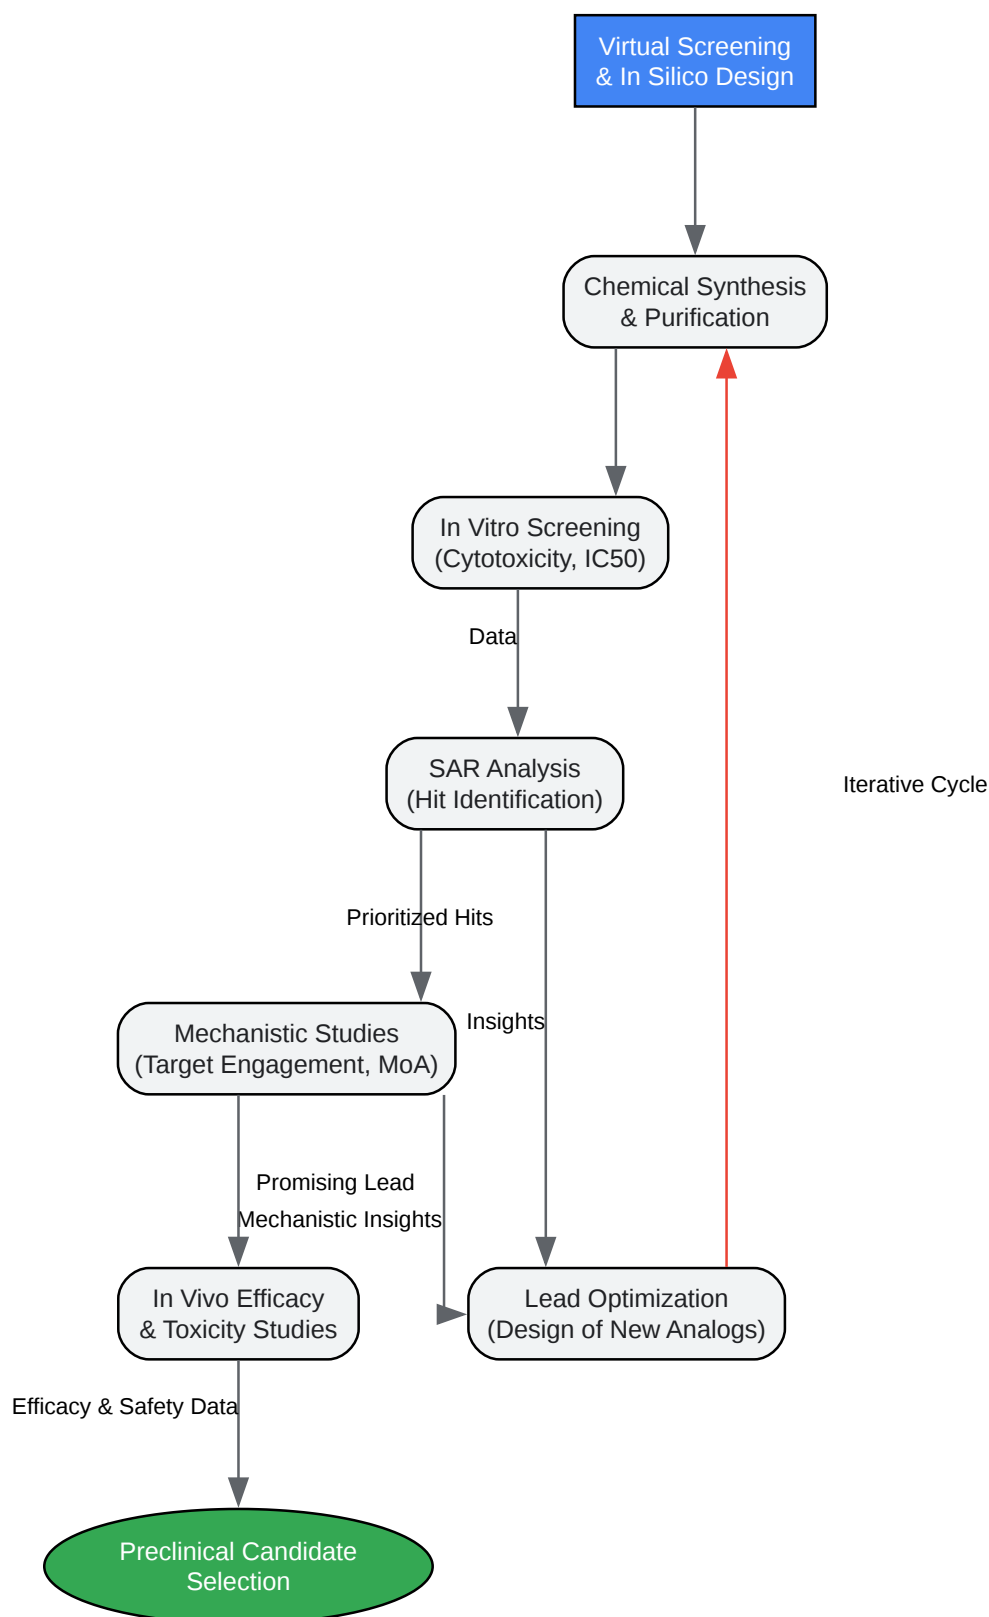 Virtual Screening
& In Silico Design
Chemical Synthesis
& Purification
In Vitro Screening
(Cytotoxicity, IC50)
Data
SAR Analysis
(Hit Identification)
Iterative Cycle
Prioritized Hits
Insights
Mechanistic Studies
(Target Engagement, MoA)
Promising Lead
Mechanistic Insights
In Vivo Efficacy
& Toxicity Studies
Lead Optimization
(Design of New Analogs)
Efficacy & Safety Data
Preclinical Candidate
Selection